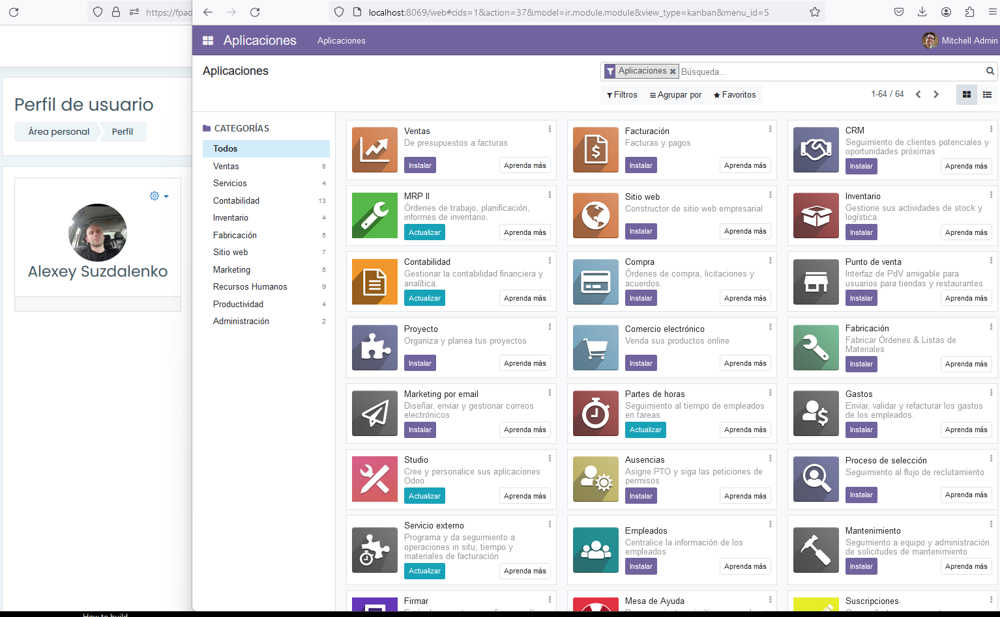 https://fpad
localhost:8069/web#cids=1&action=37&model=ir.module.module&view_type=kanban&menu_id=5
Aplicaciones
Aplicaciones
Mitchell Admin
Perfil de usuario
Área personal
Perfil
Alexey Suzdalenko
How to build
Aplicaciones
Aplicaciones
Búsqueda...
Filtros
Agrupar por
Favoritos
1-64 / 64
CATEGORÍAS
Todos
Ventas 8
Servicios 4
Contabilidad 13
Inventario 4
Fabricación 5
Sitio web 7
Marketing 5
Recursos Humanos 9
Productividad 4
Administración 2
Ventas
De presupuestos a facturas
Instalar
Aprenda más
Facturación
Facturas y pagos
Instalar
Aprenda más
CRM
Seguimiento de clientes potenciales y
oportunidades próximas
Instalar
Aprenda más
MRP II
Órdenes de trabajo, planificación,
informes de inventario.
Actualizar
Aprenda más
Sitio web
Constructor de sitio web empresarial
Instalar
Aprenda más
Inventario
Gestione sus actividades de stock y
logística.
Instalar
Aprenda más
Contabilidad
Gestionar la contabilidad financiera y
analítica.
Actualizar
Aprenda más
Compra
Órdenes de compra, licitaciones y
acuerdos.
Instalar
Aprenda más
Punto de venta
Interfaz de PdV amigable para
usuarios para tiendas y restaurantes
Instalar
Aprenda más
Proyecto
Organiza y planea tus proyectos
Instalar
Aprenda más
Comercio electrónico
Venda sus productos online
Instalar
Aprenda más
Fabricación
Fabricar Órdenes & Listas de
Materiales
Instalar
Aprenda más
Marketing por email
Diseñar, enviar y gestionar correos
electrónicos
Instalar
Aprenda más
Partes de horas
Seguimiento al tiempo de empleados
en tareas
Actualizar
Aprenda más
Gastos
Enviar, validar y refacturar los gastos
de los empleados.
Instalar
Aprenda más
Studio
Cree y personalice sus aplicaciones
Odoo
Actualizar
Aprenda más
Ausencias
Asigne PTO y siga las peticiones de
permisos
Instalar
Aprenda más
Proceso de selección
Seguimiento al flujo de reclutamiento
Instalar
Aprenda más
Servicio externo
Programa y da seguimiento a
operaciones in situ, tiempo y
materiales de facturación
Actualizar
Aprenda más
Empleados
Centralice la información de los
empleados
Instalar
Aprenda más
Mantenimiento
Segumiento a equipo y administración
de solicitudes de mantenimiento
Instalar
Aprenda más
Firmar
Mesa de Ayuda
Suscripciones